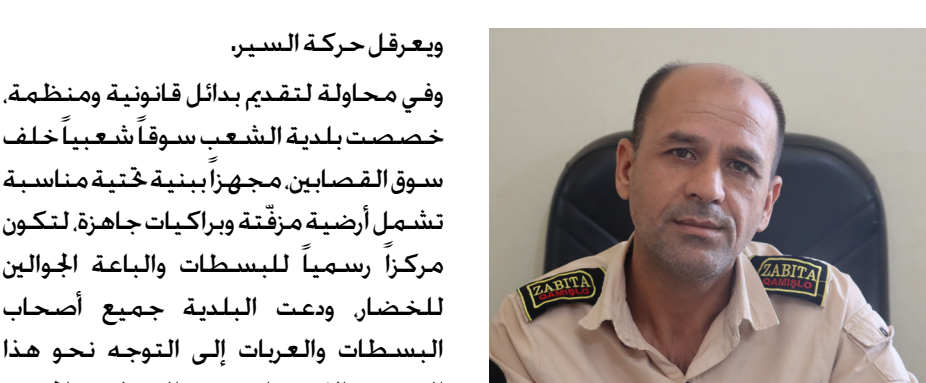 ويعرقل حركة السير.
وفي محاولة لتقديم بدائل قانونية ومنظمة،
خصصت بلدية الشعب سوقاً شعبياً خلف
سوق القصابين، مجهزاً ببنية تحتية مناسبة
تشمل أرضية مزفّتة وبراكيات جاهزة، لتكون
مركزاً رسمياً للبسطات والباعة الجوالين
للخضار. ودعت البلدية جميع أصحاب
البسطات والعربات إلى التوجه نحو هذا
ZABITA
QAMIŞLO
ZABITA
QAMIŞLO